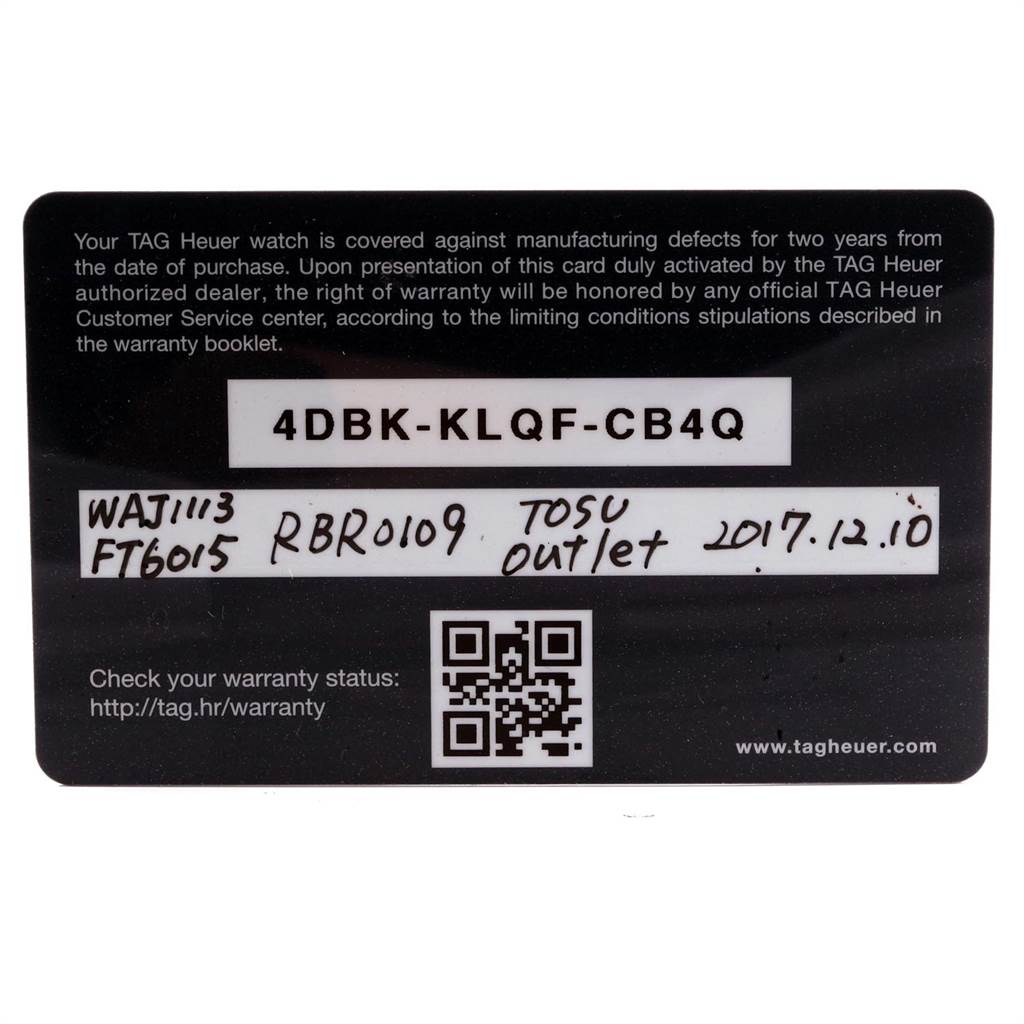 Your TAG Heuer watch is covered against manufacturing defects for two years from
the date of purchase. Upon presentation of this card duly activated by the TAG Heuer
authorized dealer, the right of warranty will be honored by any official TAG Heuer
Customer Service center, according to the limiting conditions stipulations described in
the warranty booklet.
4DBK-KLQF-CB4Q
WAJ1113
FT6015
RBR0109
TOSU
outlet
2017.12.10
Check your warranty status:
http://tag.hr/warranty
www.tagheuer.com